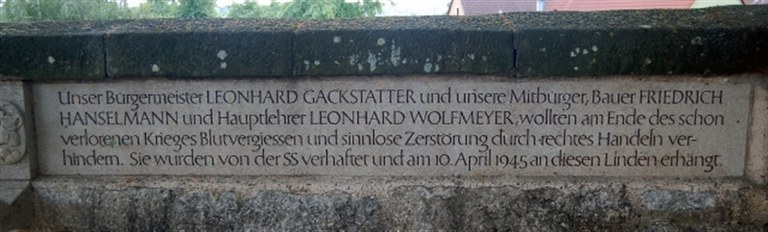 Unser Bürgermeister LEONHARD GACKSTATTER und unsere Mitbürger, Bauer FRIEDRICH
HANSELMANN und Hauptlehrer LEONHARD WOLFMEYER, wollten am Ende des schon
verlorenen Krieges Blutvergiessen und sinnlose Zerstörung durch rechtes Handeln ver-
hindern. Sie wurden von der SS verhaftet und am 10. April 1945 an diesen Linden erhängt.